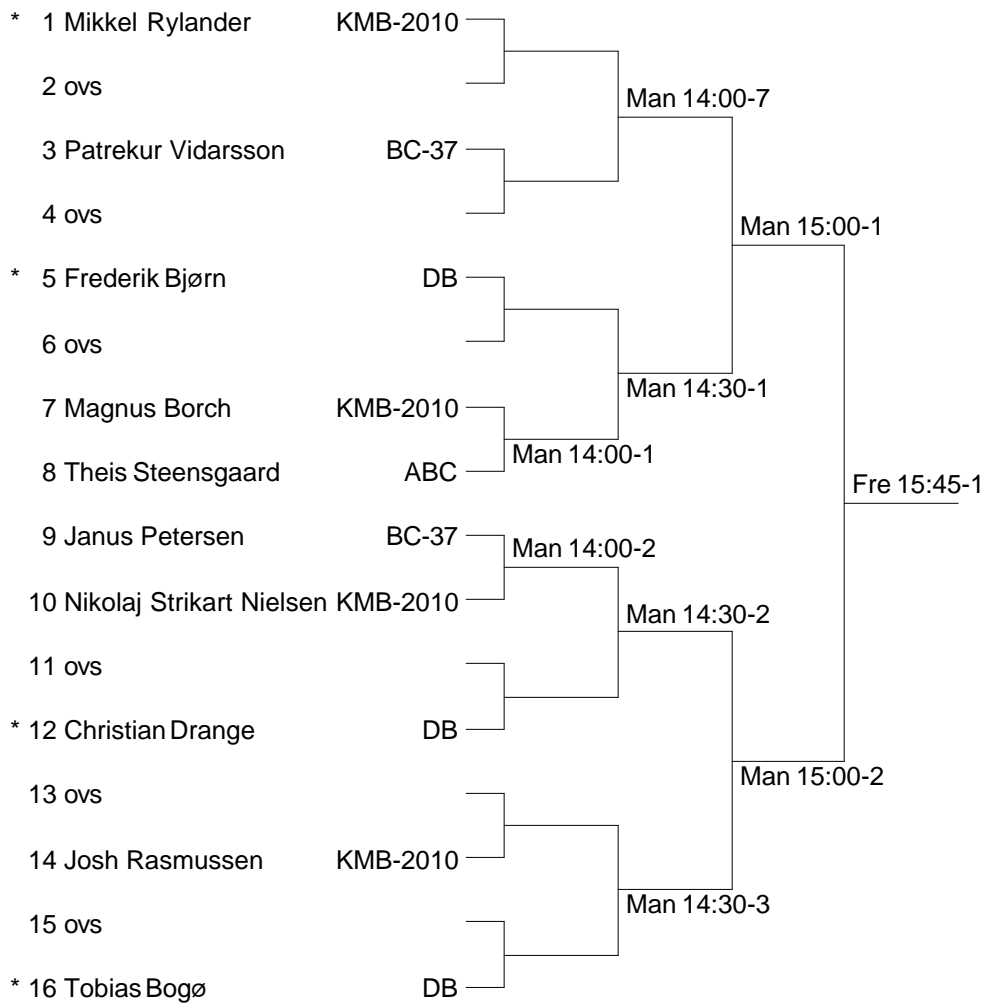 * 1 Mikkel Rylander KMB-2010
2 ovs
Man 14:00-7
3 Patrekur Vidarsson BC-37
4 ovs
Man 15:00-1
* 5 Frederik Bjørn DB
6 ovs
Man 14:30-1
7 Magnus Borch KMB-2010
Man 14:00-1
8 Theis Steensgaard ABC
Fre 15:45-1
9 Janus Petersen BC-37
Man 14:00-2
10 Nikolaj Strikart Nielsen KMB-2010
Man 14:30-2
11 ovs
* 12 Christian Drange DB
Man 15:00-2
13 ovs
14 Josh Rasmussen KMB-2010
Man 14:30-3
15 ovs
* 16 Tobias Bogø DB